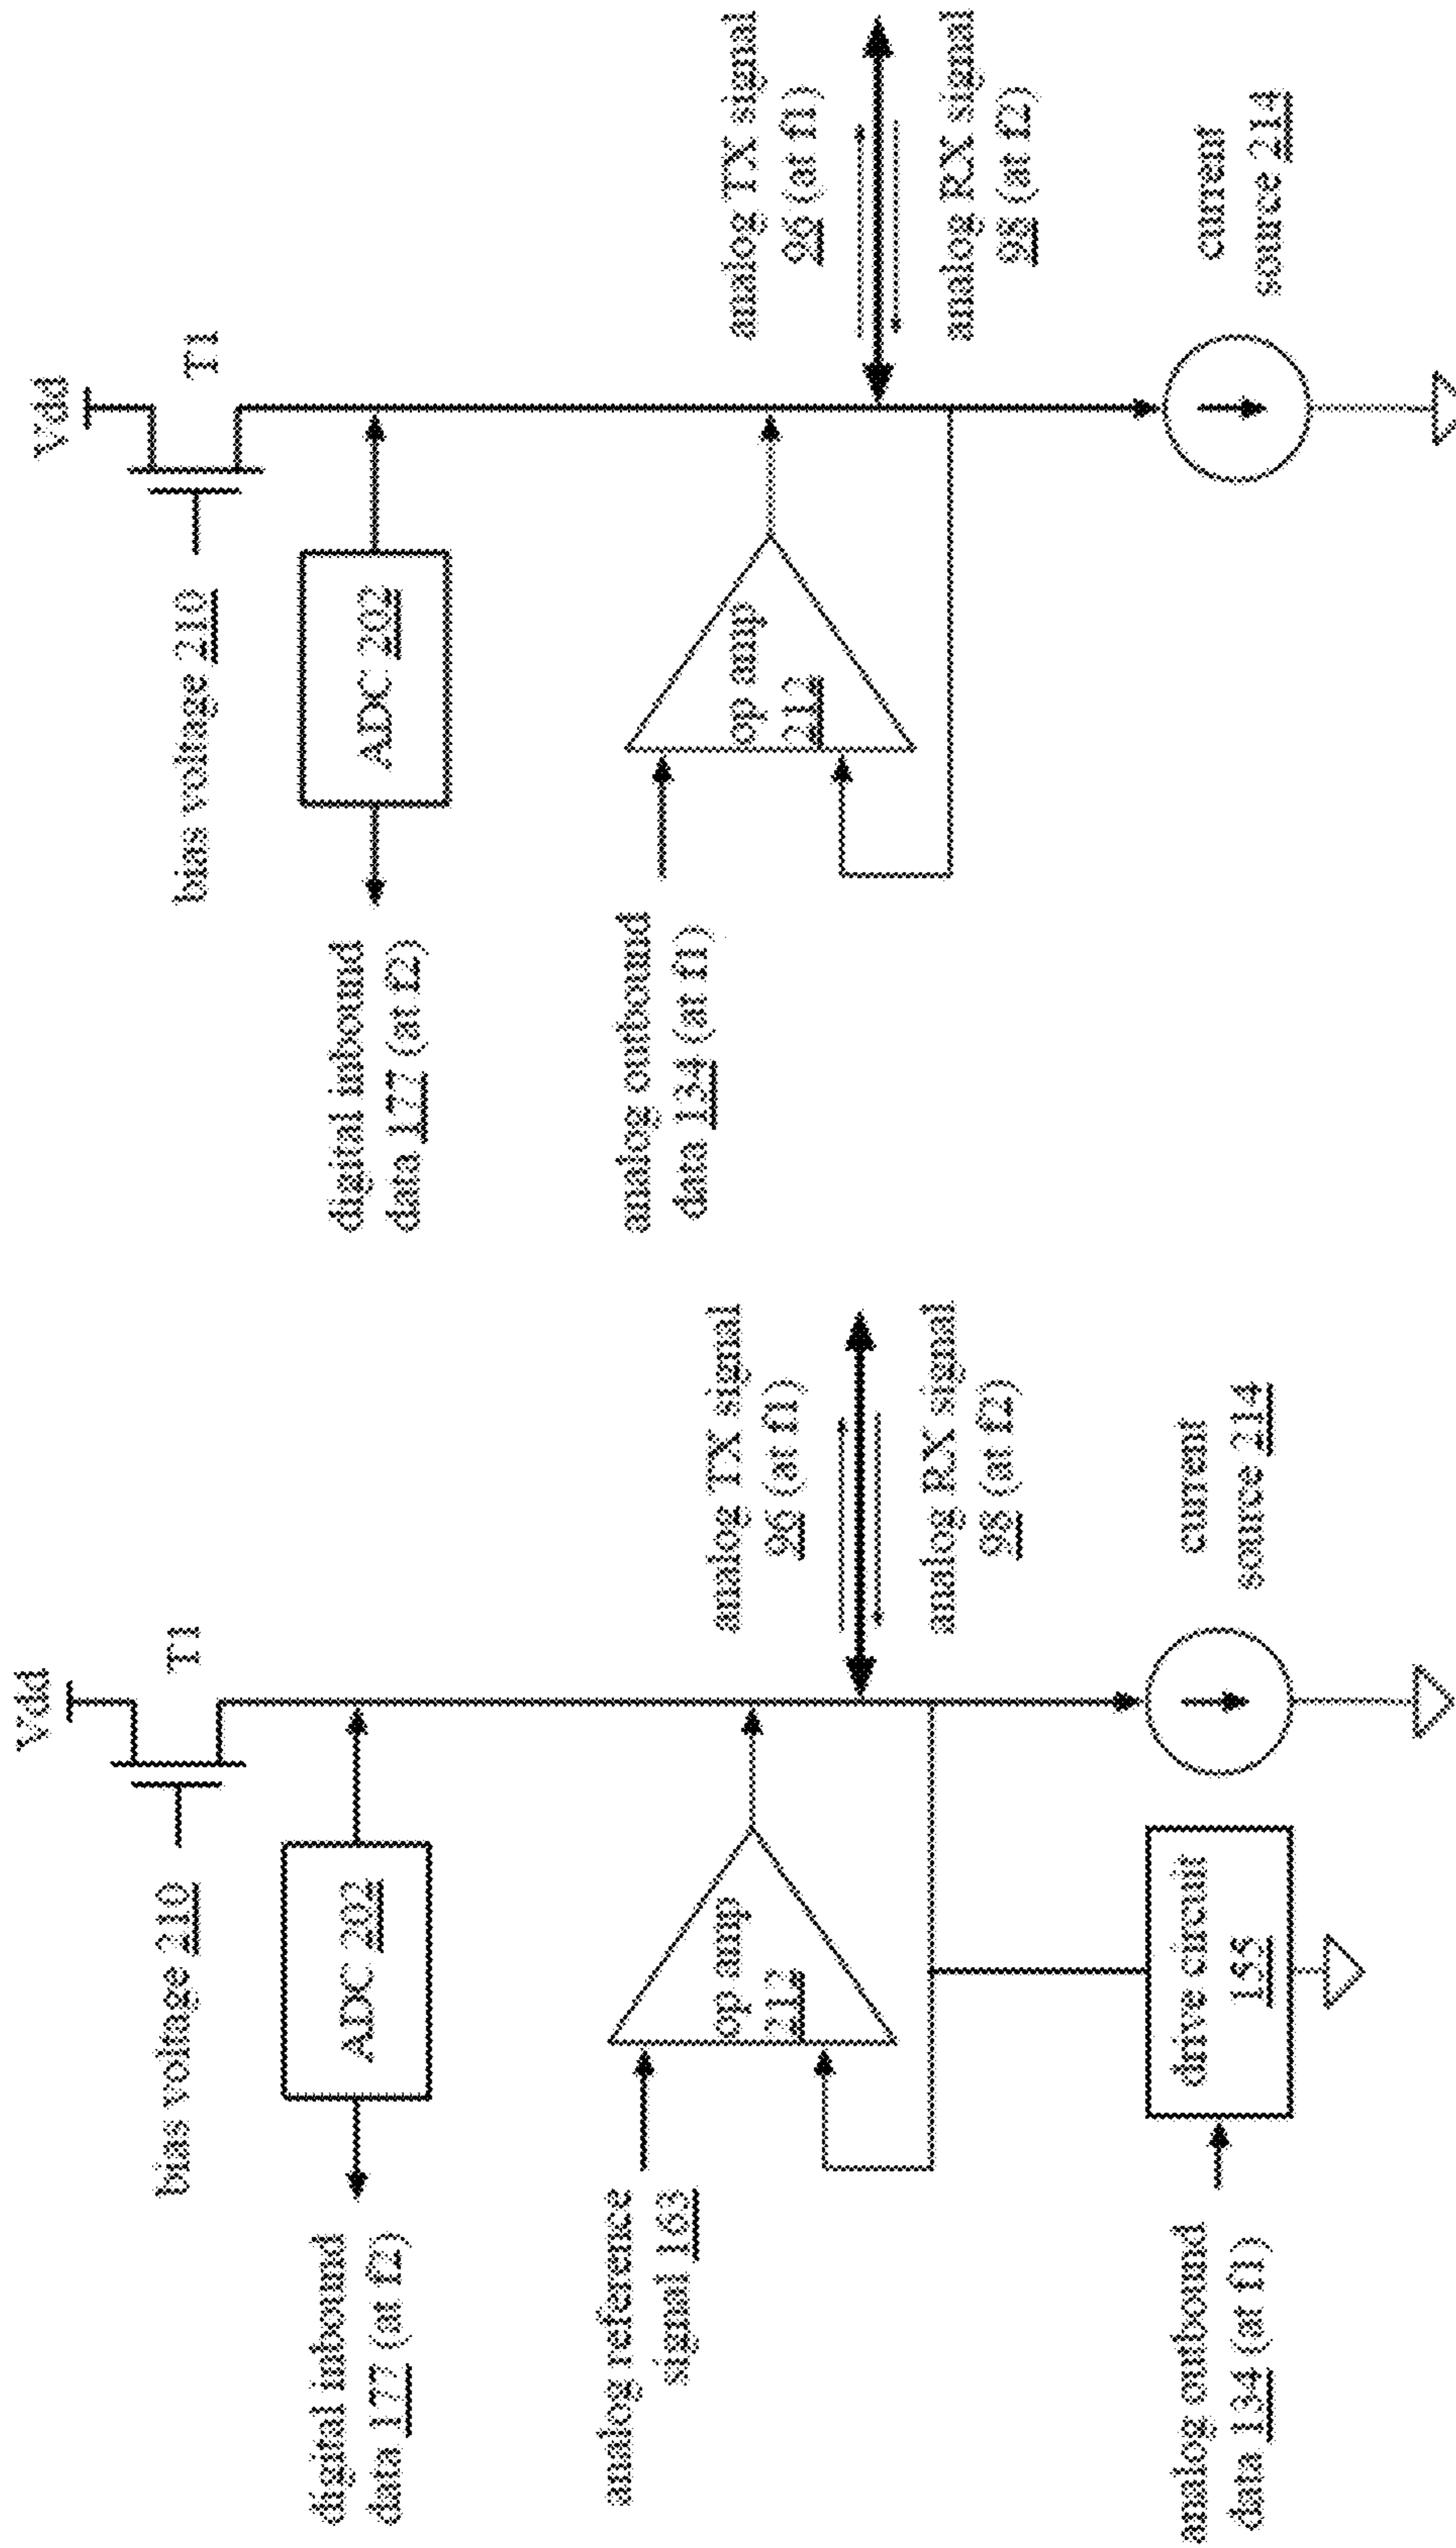 Vdd
T1
bias voltage 210
ADC 202
digital inbound
data 177 (at f2)
analog reference
signal 163
op amp
212
analog TX signal
96 (at f1)
analog RX signal
98 (at f2)
current
source 214
drive circuit
155
analog outbound
data 134 (at f1)
Vdd
T1
bias voltage 210
ADC 202
digital inbound
data 177 (at f2)
analog outbound
data 134 (at f1)
op amp
212
analog TX signal
96 (at f1)
analog RX signal
98 (at f2)
current
source 214